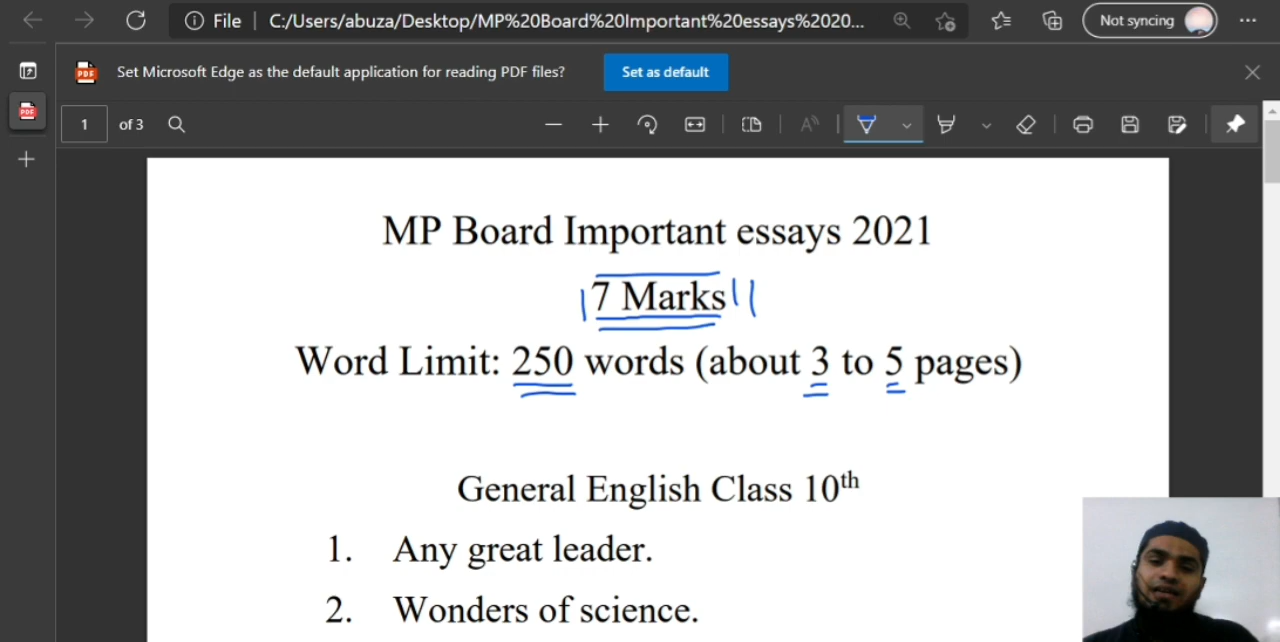 File C:/Users/abuza/Desktop/MP%20Board%20Important%20essays%2020... Not syncing
PDF Set Microsoft Edge as the default application for reading PDF files? Set as default
1 of 3
MP Board Important essays 2021
7 Marks
Word Limit: 250 words (about 3 to 5 pages)
General English Class 10th
1. Any great leader.
2. Wonders of science.